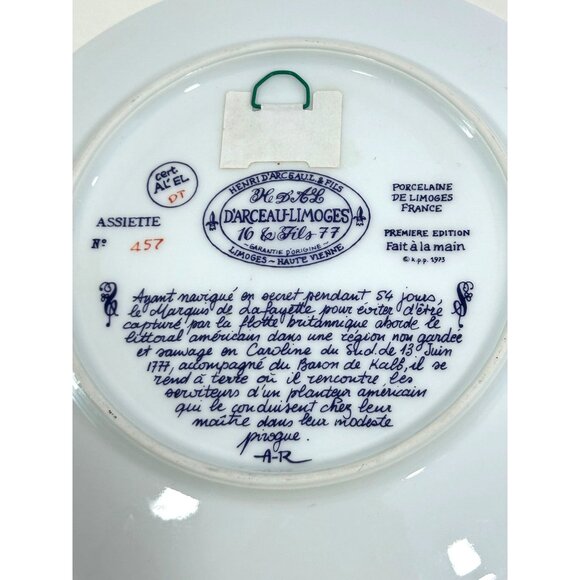 cert
AL'EL
DT
ASSIETTE
N° 457
HENRI D'ARCEAU & FILS
H D'A L
D'ARCEAU-LIMOGES
16 & Fils 77
GARANTIE D'ORIGINE
LIMOGES - HAUTE VIENNE
PORCELAINE
DE LIMOGES
FRANCE
PREMIERE EDITION
Fait à la main
© K.p.p. 1973
Ayant navigué en secret pendant 54 jours,
le Marquis de Lafayette pour éviter d'être
capturé par la flotte britannique aborde le
littoral américain dans une région non gardée
et sauvage en Caroline du Sud. de 13 Juin
1777, accompagné du Baron de Kalb, il se
rend à terre où il rencontre les
serviteurs d'un planteur américain
qui le conduisent chez leur
maître dans leur modeste
pirogue.
A-R